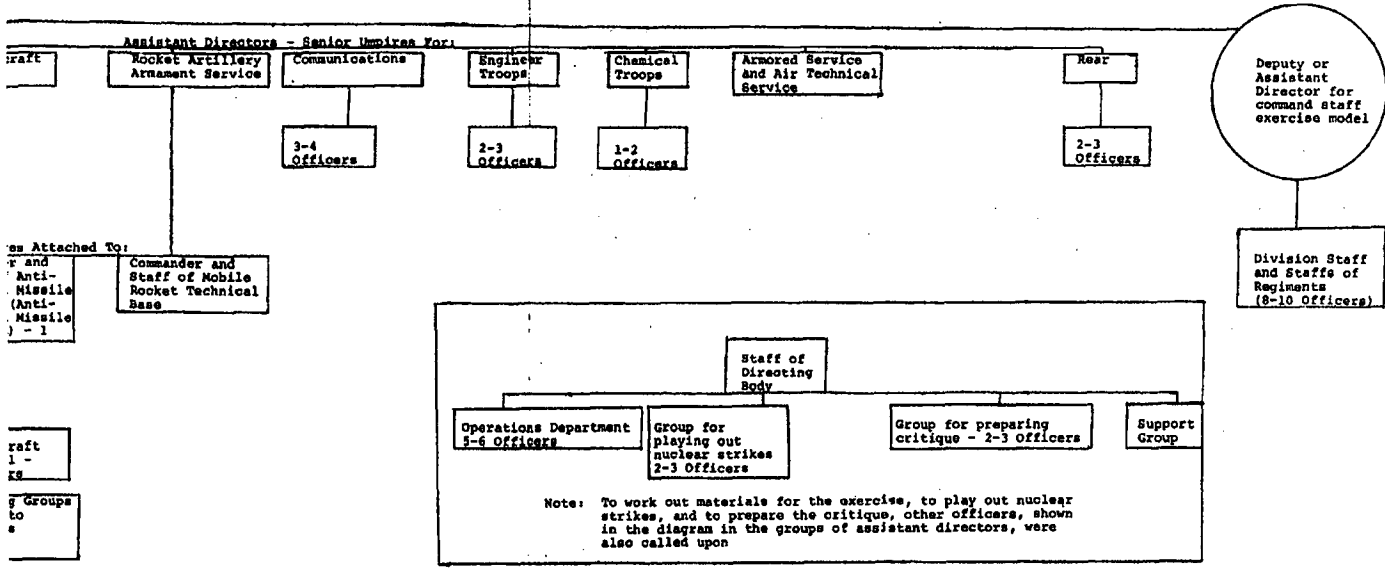 Assistant Directors - Senior Umpires For:
Rocket Artillery
Armament Service
Communications
Engineer
Troops
Chemical
Troops
Armored Service
and Air Technical
Service
Rear
Deputy or
Assistant
Director for
command staff
exercise model
3-4
Officers
2-3
Officers
1-2
Officers
2-3
Officers
Attached To:
and
Anti-
Missile
(Anti-
Missile
) - 1
Commander and
Staff of Mobile
Rocket Technical
Base
Division Staff
and Staffs of
Regiments
(8-10 Officers)
Staff of
Directing
Body
Operations Department
5-6 Officers
Group for
playing out
nuclear strikes
2-3 Officers
Group for preparing
critique - 2-3 Officers
Support
Group
Groups
to
Note: To work out materials for the exercise, to play out nuclear
strikes, and to prepare the critique, other officers, shown
in the diagram in the groups of assistant directors, were
also called upon